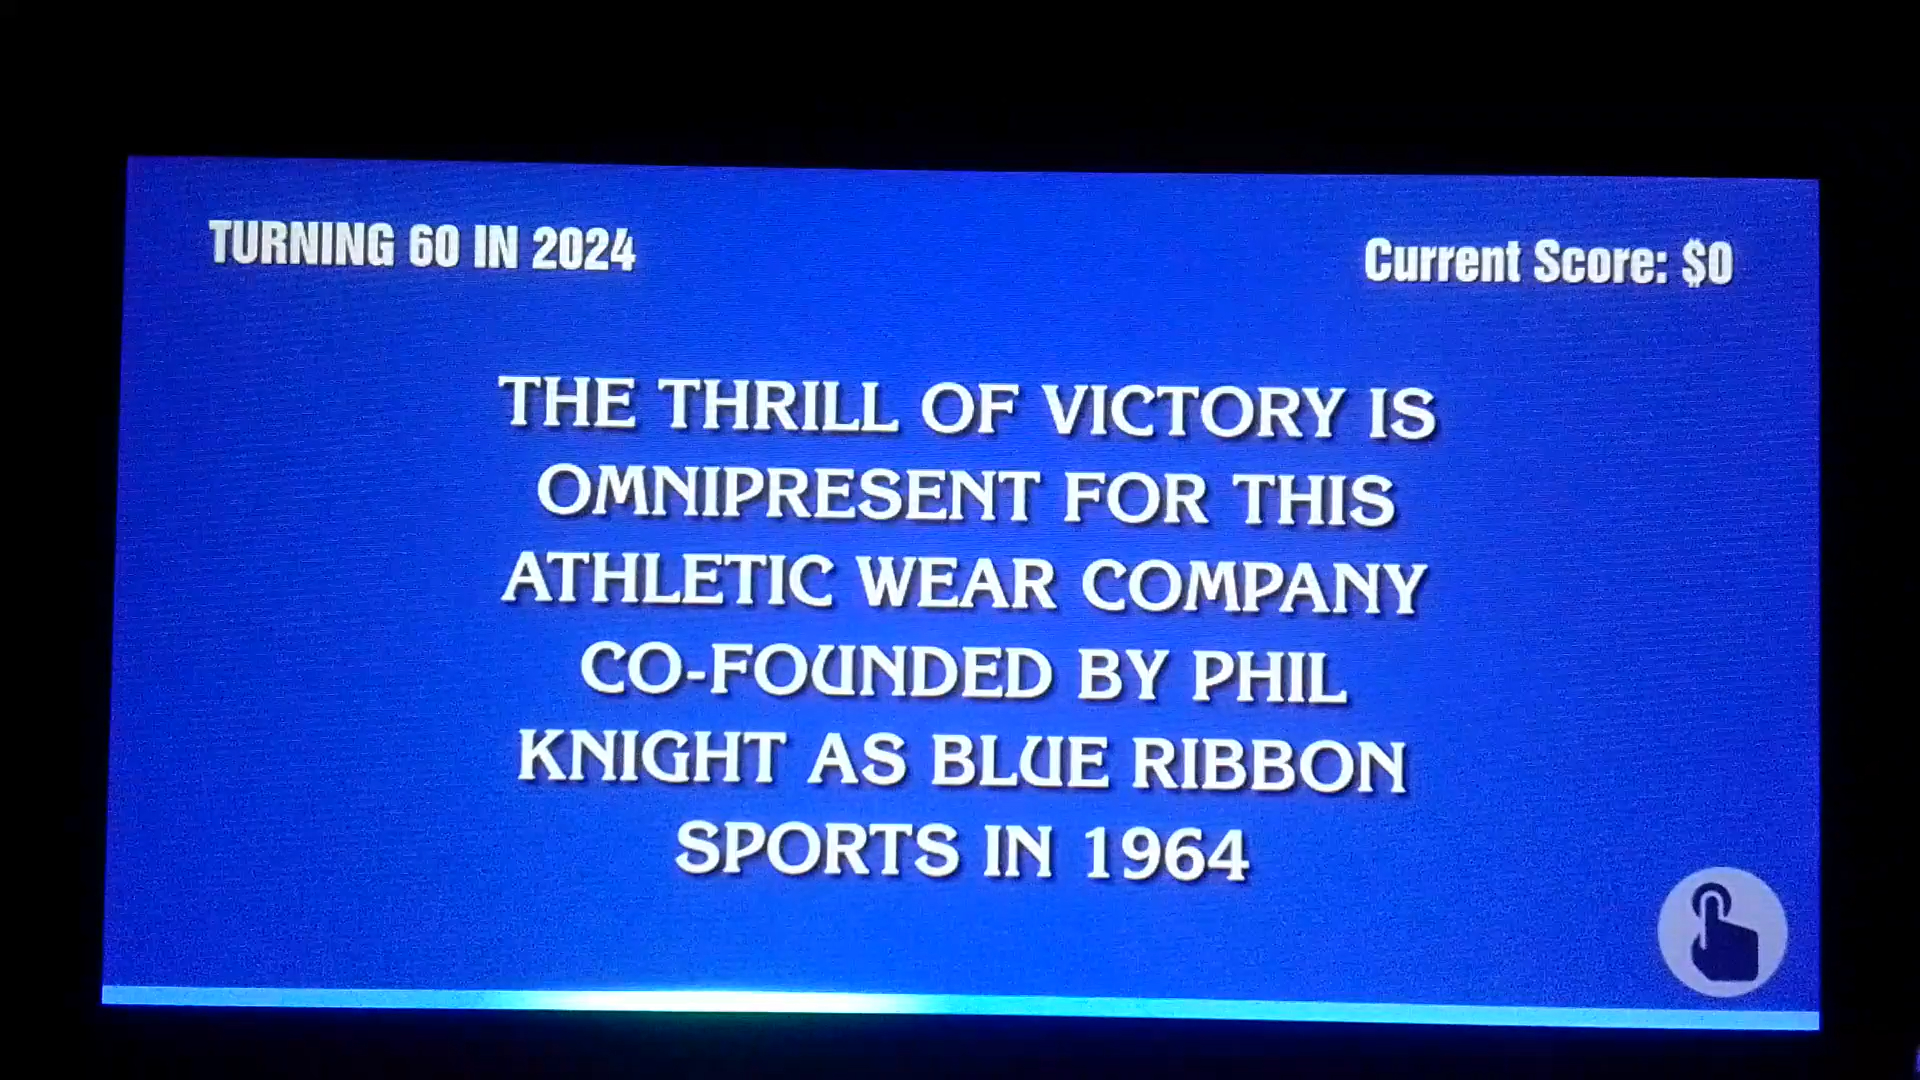 TURNING 60 IN 2024
Current Score: $0
THE THRILL OF VICTORY IS
OMNIPRESENT FOR THIS
ATHLETIC WEAR COMPANY
CO-FOUNDED BY PHIL
KNIGHT AS BLUE RIBBON
SPORTS IN 1964